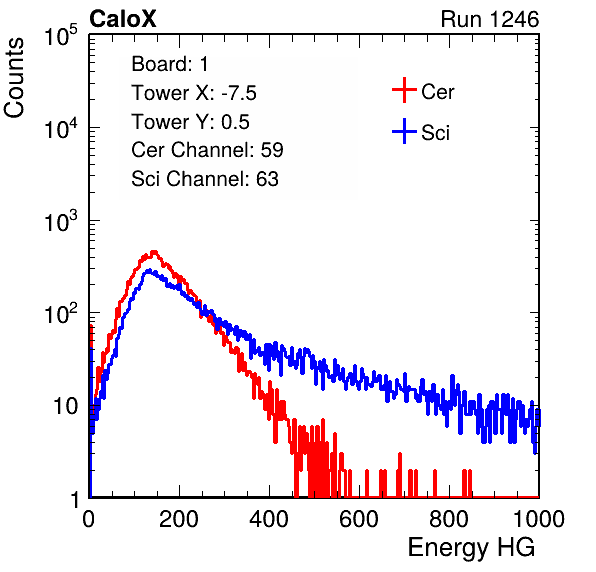 CaloX Run 1246
Counts
10^5
10^4
10^3
10^2
10
1
Board: 1
Tower X: -7.5
Tower Y: 0.5
Cer Channel: 59
Sci Channel: 63
Cer
Sci
0 200 400 600 800 1000
Energy HG